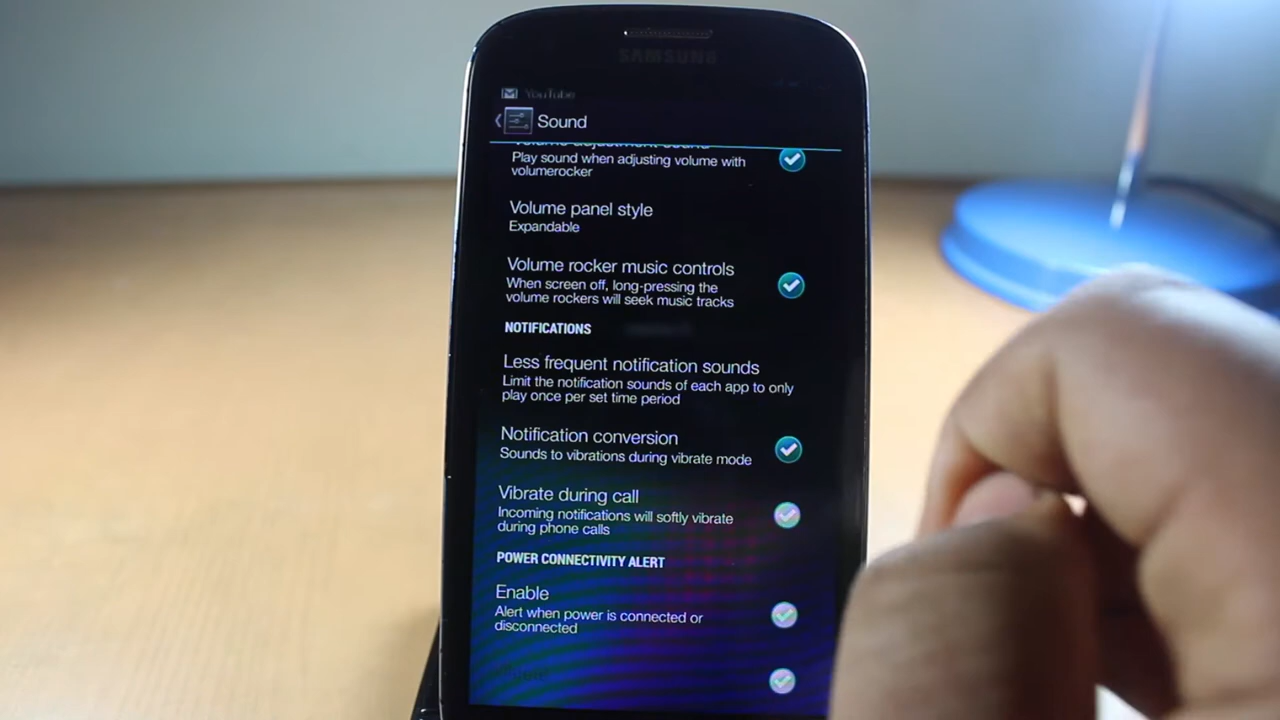 SAMSUNG
YouTube
Sound
Volume adjustment sound
Play sound when adjusting volume with
volumerocker
Volume panel style
Expandable
Volume rocker music controls
When screen off, long-pressing the
volume rockers will seek music tracks
NOTIFICATIONS
Less frequent notification sounds
Limit the notification sounds of each app to only
play once per set time period
Notification conversion
Sounds to vibrations during vibrate mode
Vibrate during call
Incoming notifications will softly vibrate
during phone calls
POWER CONNECTIVITY ALERT
Enable
Alert when power is connected or
disconnected